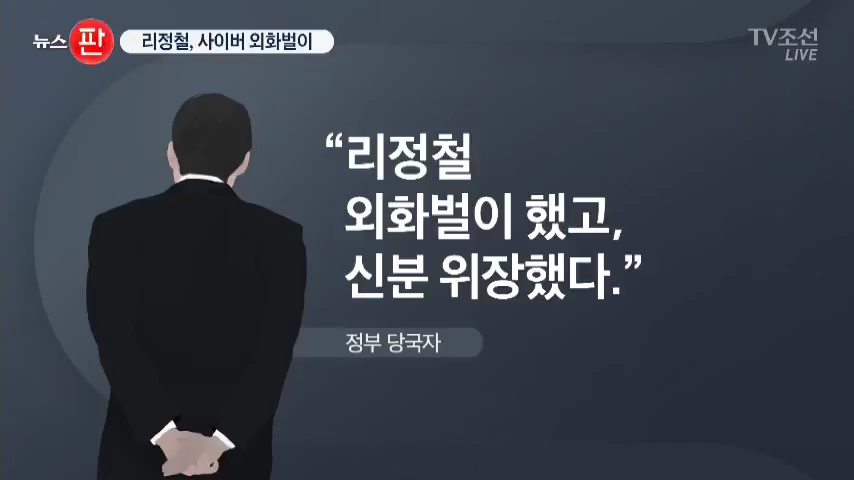 뉴스 판 리정철, 사이버 외화벌이
TV조선
LIVE
“리정철
외화벌이 했고,
신분 위장했다.”
정부 당국자